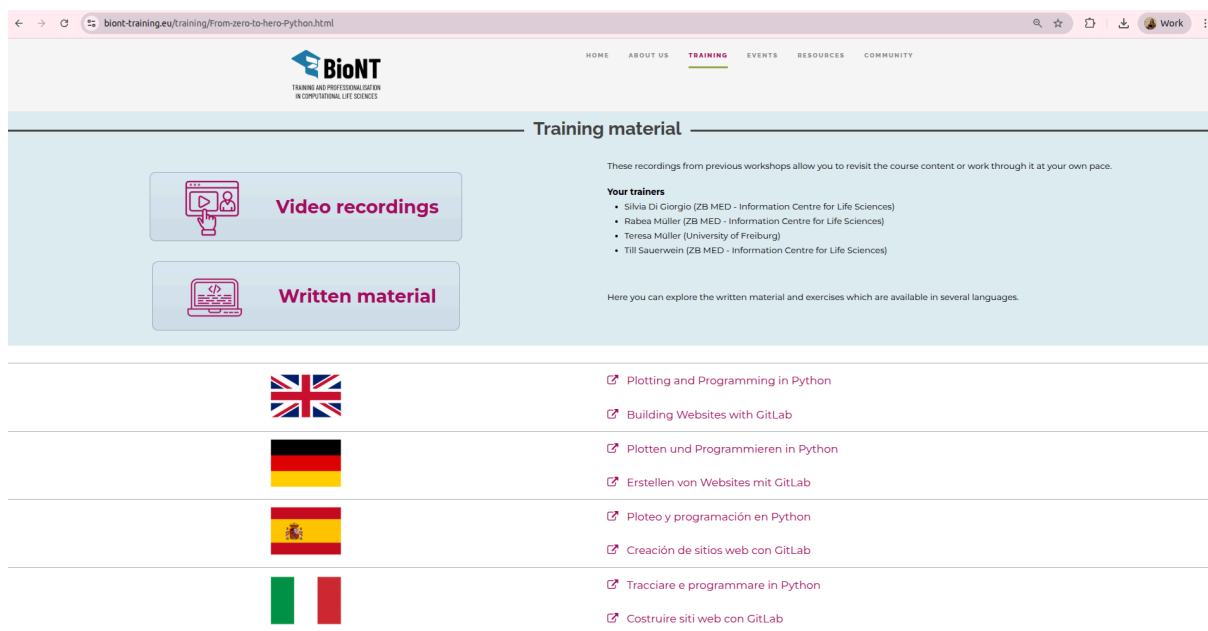 biont-training.eu/training/From-zero-to-hero-Python.html
Work
BioNT
TRAINING AND PROFESSIONALISATION
IN COMPUTATIONAL LIFE SCIENCES
HOME ABOUT US TRAINING EVENTS RESOURCES COMMUNITY
Training material
Video recordings
Written material
These recordings from previous workshops allow you to revisit the course content or work through it at your own pace.
Your trainers
• Silvia Di Giorgio (ZB MED - Information Centre for Life Sciences)
• Rabea Müller (ZB MED - Information Centre for Life Sciences)
• Teresa Müller (University of Freiburg)
• Till Sauerwein (ZB MED - Information Centre for Life Sciences)
Here you can explore the written material and exercises which are available in several languages.
Plotting and Programming in Python
Building Websites with GitLab
Plotten und Programmieren in Python
Erstellen von Websites mit GitLab
Ploteo y programación en Python
Creación de sitios web con GitLab
Tracciare e programmare in Python
Costruire siti web con GitLab